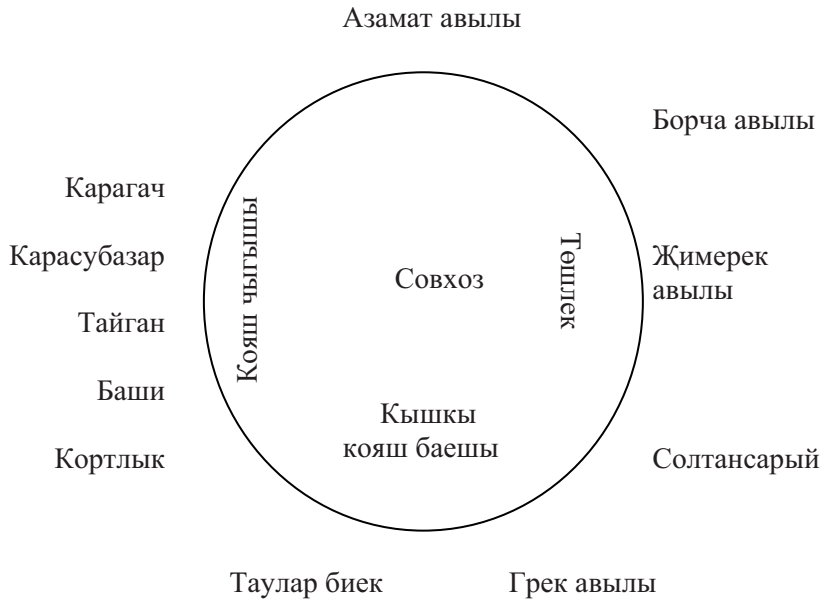 Азамат авылы
Борча авылы
Карагач
Карасубазар
Тайган
Баши
Кортлык
Кояш чыгышы
Совхоз
Төшлек
Җимерек
авылы
Кышкы
кояш баешы
Солтансарый
Таулар биек
Грек авылы